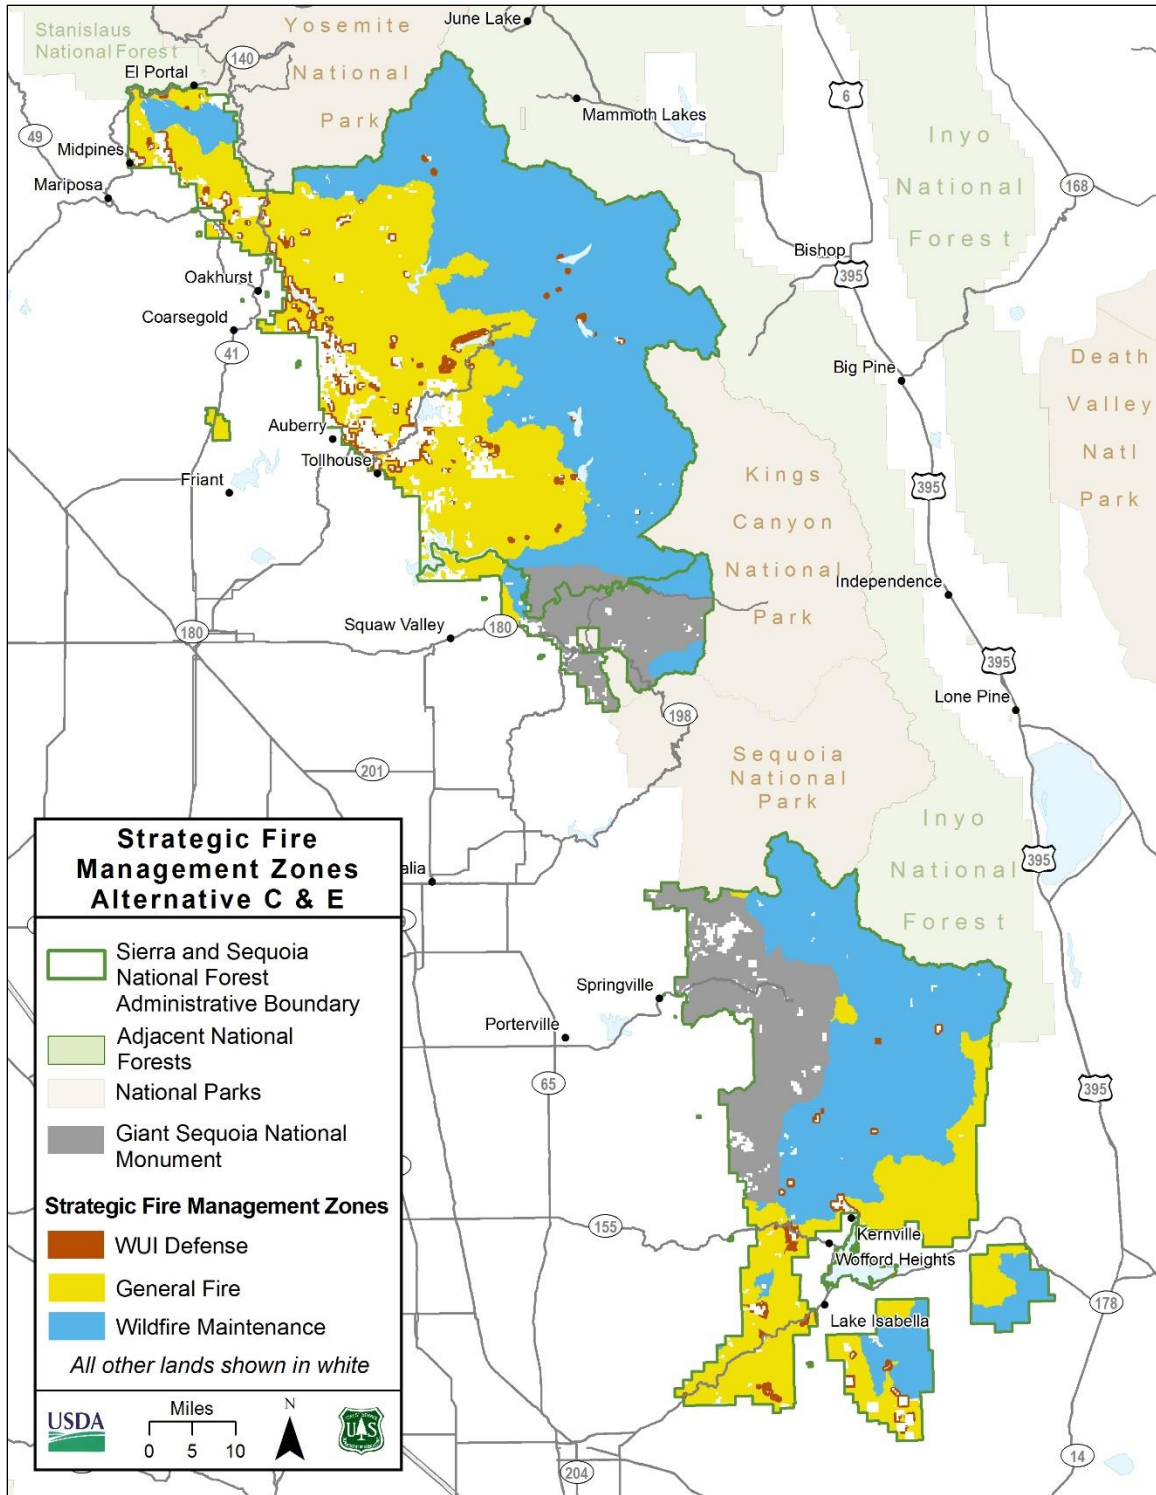 June Lake
Stanislaus
National Forest
Yosemite
National
Park
140
El Portal
6
Mammoth Lakes
Inyo
National
Forest
49
Midpines
168
Mariposa
Bishop
395
Oakhurst
Coarsegold
41
Big Pine
Death
Valley
Natl
Park
Auberry
Tollhouse
Friant
Kings
Canyon
National
Park
395
Independence
180
Squaw Valley
180
395
Lone Pine
198
Sequoia
National
Park
201
Inyo
National
Forest
395
alia
Strategic Fire
Management Zones
Alternative C & E
Sierra and Sequoia
National Forest
Administrative Boundary
Adjacent National
Forests
National Parks
Giant Sequoia National
Monument
Strategic Fire Management Zones
WUI Defense
General Fire
Wildfire Maintenance
All other lands shown in white
USDA
Miles
0 5 10
N
U S
Springville
Porterville
65
395
155
Kernville
Wofford Heights
178
Lake Isabella
14
204